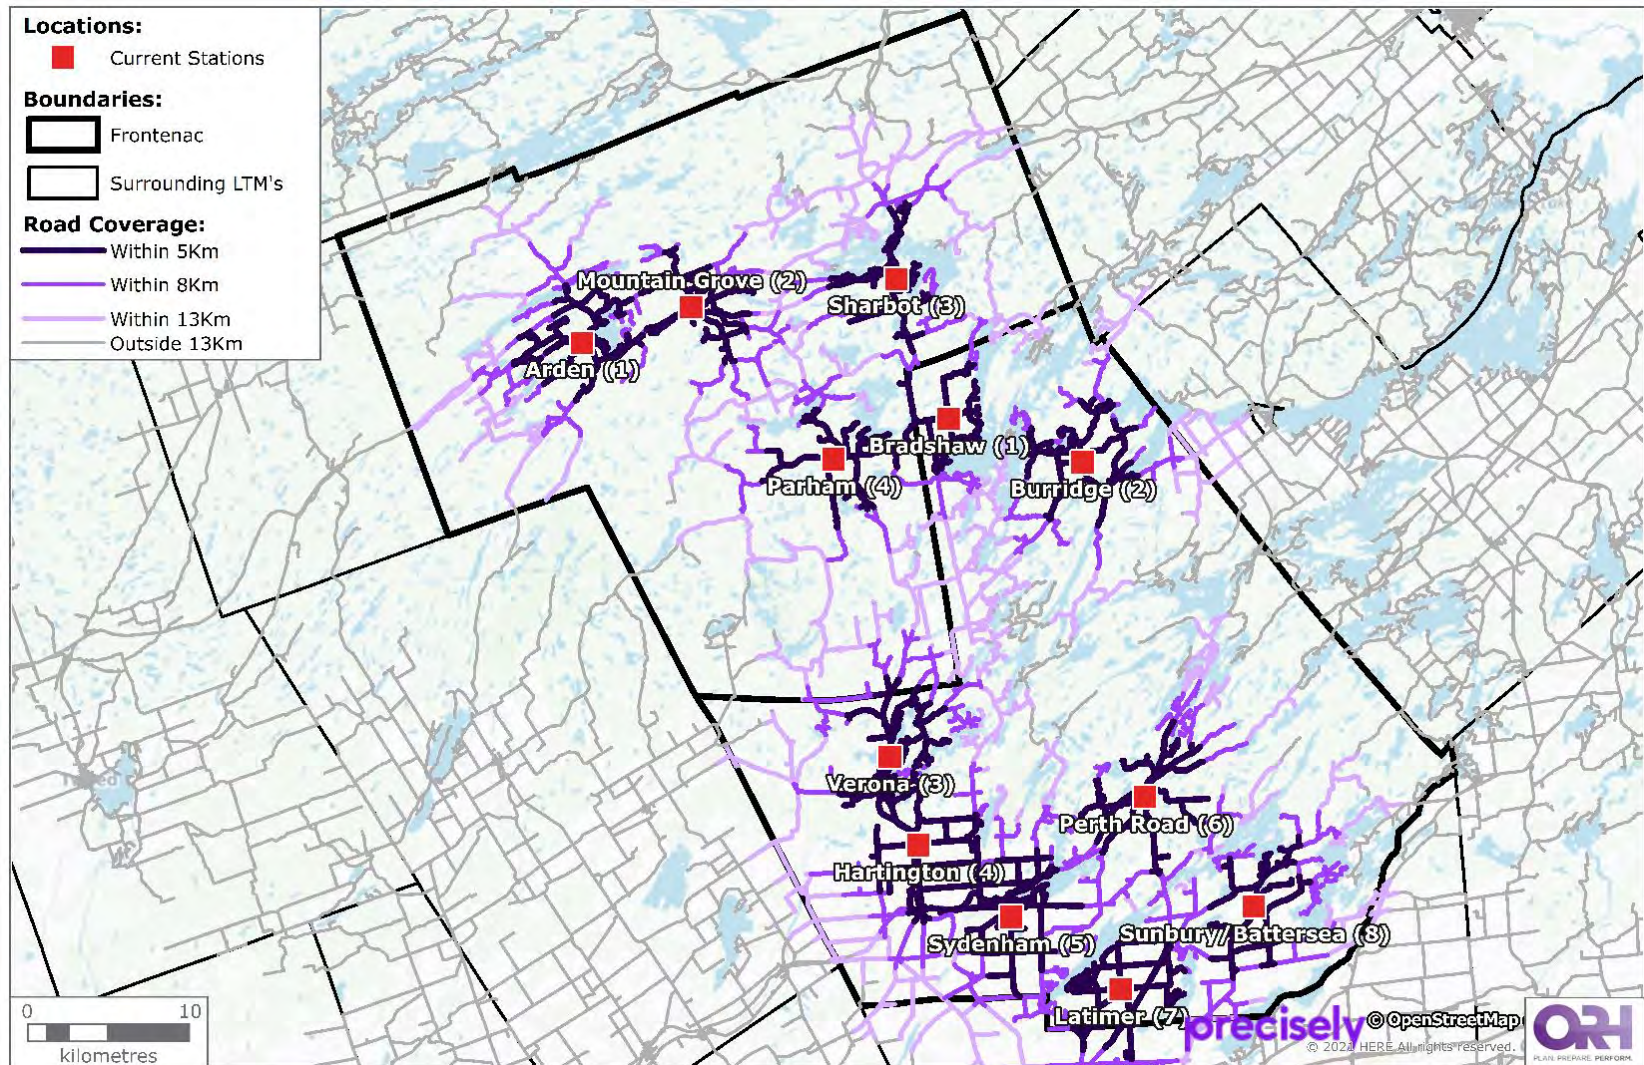 Locations:
Current Stations
Boundaries:
Frontenac
Surrounding LTM's
Road Coverage:
Within 5Km
Within 8Km
Within 13Km
Outside 13Km
Mountain Grove (2)
Sharbot (3)
Arden (1)
Bradshaw (1)
Parham (4)
Burridge (2)
Verona (3)
Perth Road (6)
Hartington (4)
Sunbury/Battersea (8)
Sydenham (5)
Latimer (7)
0 10
kilometres
precisely © OpenStreetMap
© 2021 HERE All rights reserved.
ORH
PLAN. PREPARE. PERFORM.